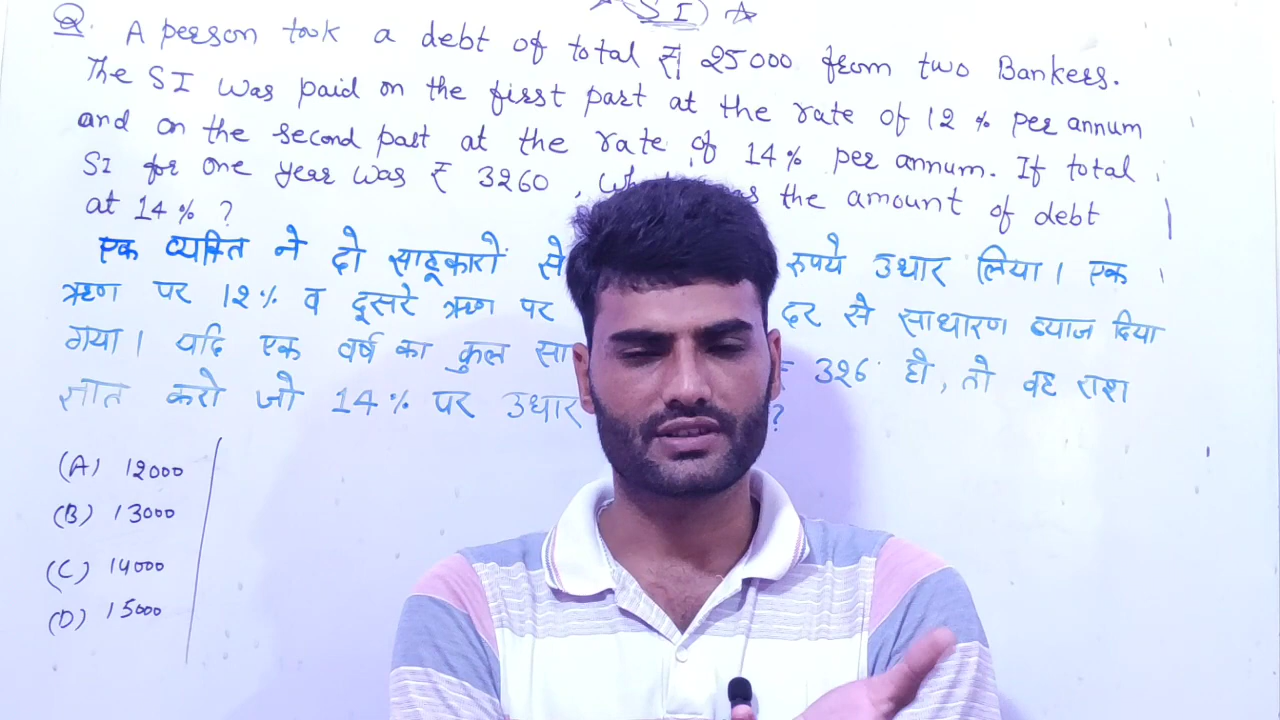 (SI)
Q. A person took a debt of total ₹ 25000 from two Bankers.
The SI was paid on the first part at the rate of 12 % per annum
and on the second part at the rate of 14% per annum. If total
SI for one year was ₹ 3260, the amount of debt
at 14 % ?
एक व्यक्ति ने दो साहूकारों से रुपये उधार लिया। एक
ऋण पर 12% व दूसरे ऋण पर दर से साधारण ब्याज दिया
गया। यदि एक वर्ष का कुल सा ₹ 326 हो, तो वह राश
ज्ञात करो जो 14% पर उधार ?
(A) 12000
(B) 13000
(C) 14000
(D) 15000